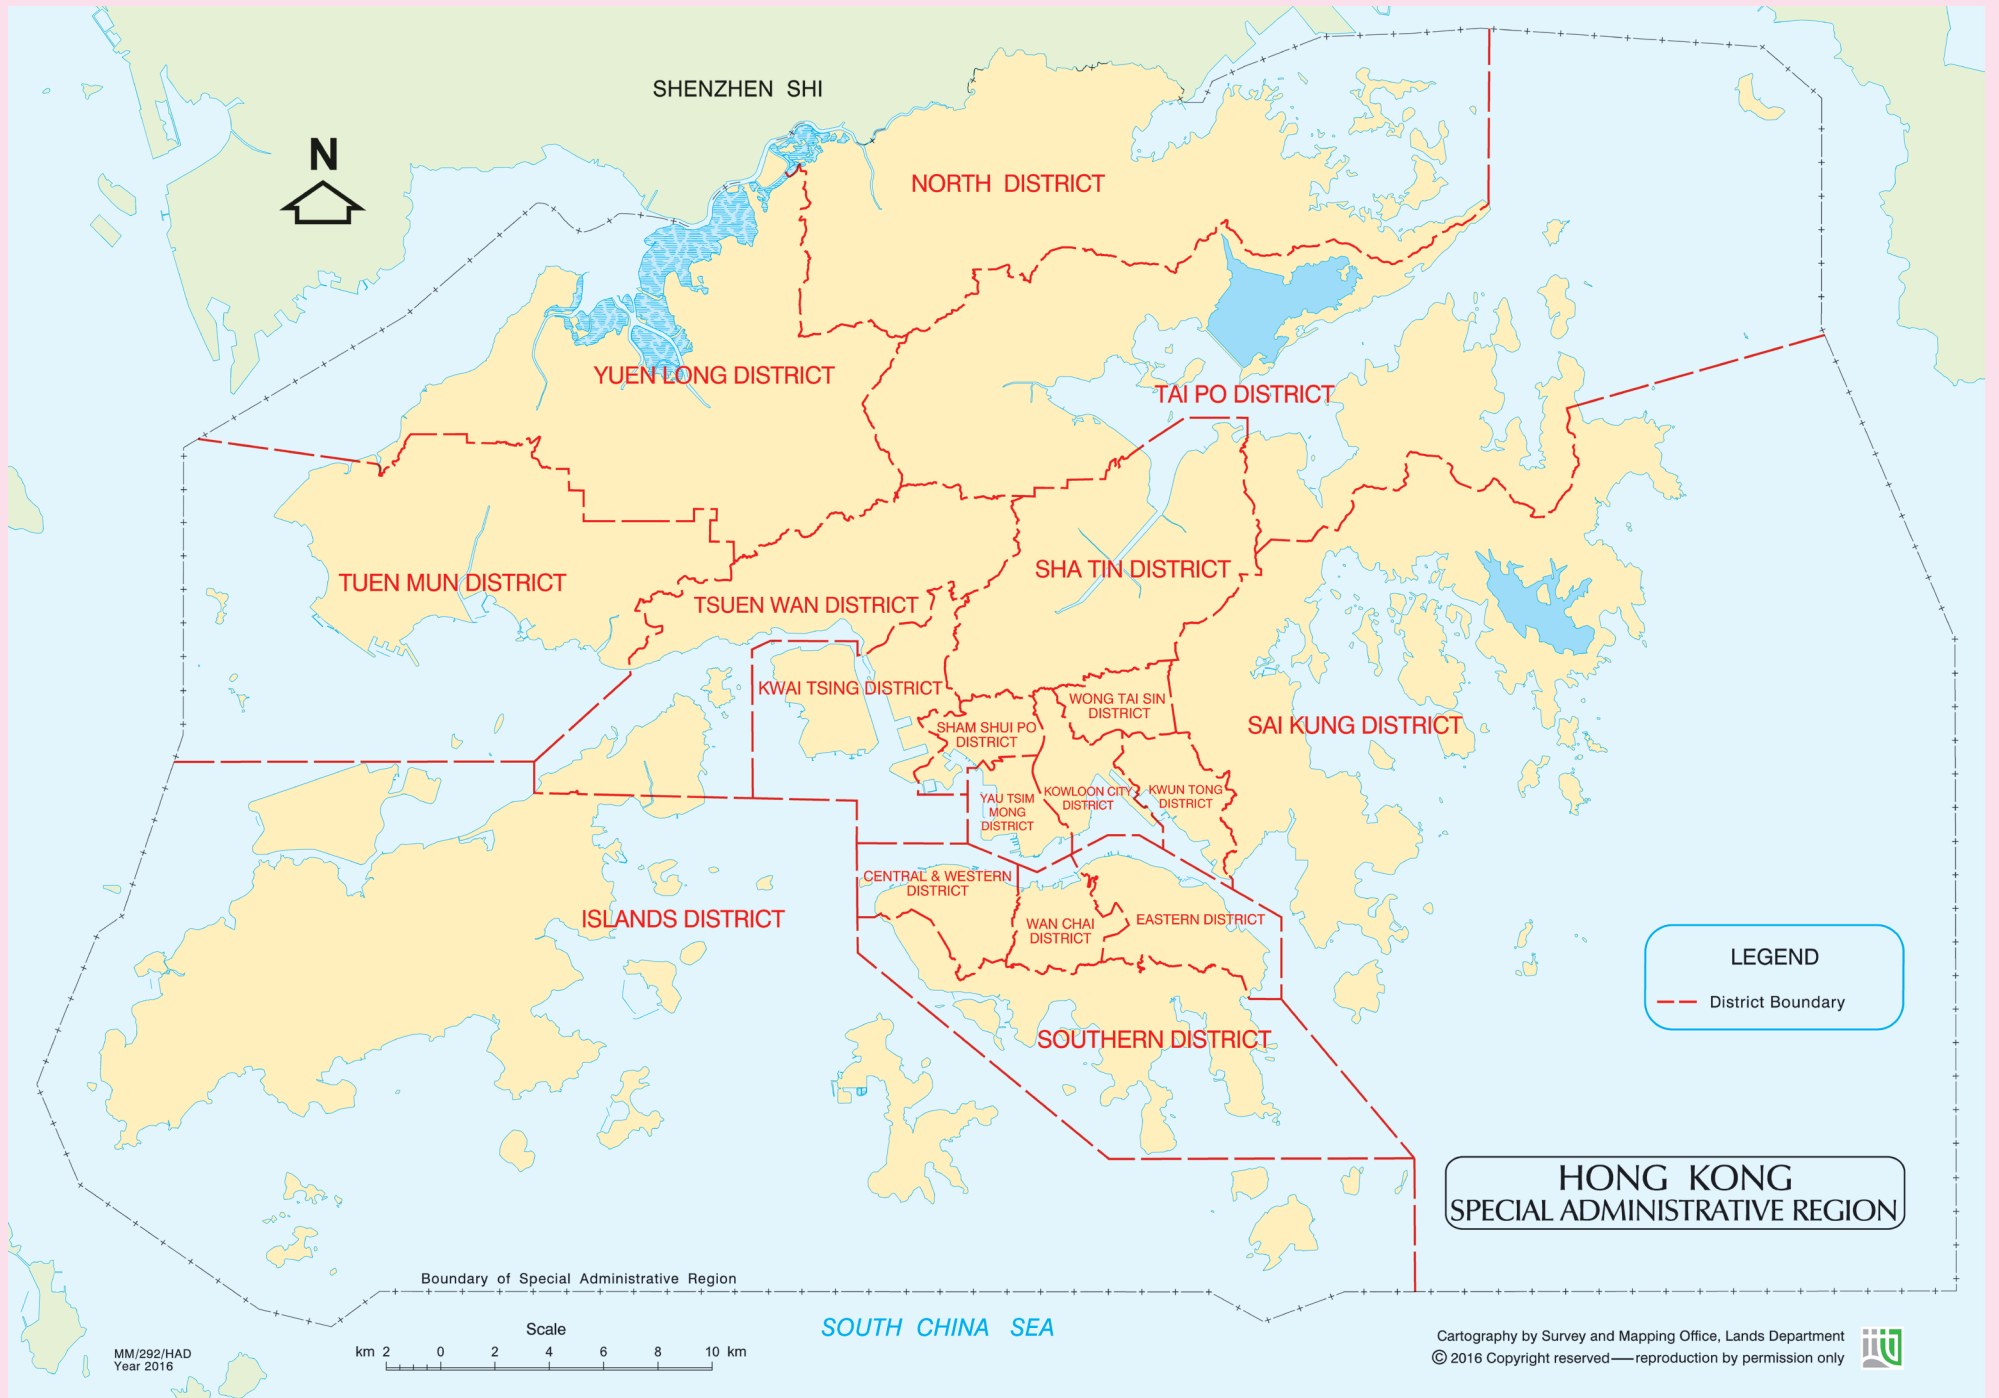 SHENZHEN SHI
N
NORTH DISTRICT
YUEN LONG DISTRICT
TAI PO DISTRICT
TUEN MUN DISTRICT
TSUEN WAN DISTRICT
SHA TIN DISTRICT
KWAI TSING DISTRICT
WONG TAI SIN
DISTRICT
SHAM SHUI PO
DISTRICT
SAI KUNG DISTRICT
YAU TSIM
MONG
DISTRICT
KOWLOON CITY
DISTRICT
KWUN TONG
DISTRICT
CENTRAL & WESTERN
DISTRICT
ISLANDS DISTRICT
WAN CHAI
DISTRICT
EASTERN DISTRICT
SOUTHERN DISTRICT
LEGEND
District Boundary
HONG KONG
SPECIAL ADMINISTRATIVE REGION
Boundary of Special Administrative Region
SOUTH CHINA SEA
Scale
km 2 0 2 4 6 8 10 km
MM/292/HAD
Year 2016
Cartography by Survey and Mapping Office, Lands Department
© 2016 Copyright reserved—reproduction by permission only